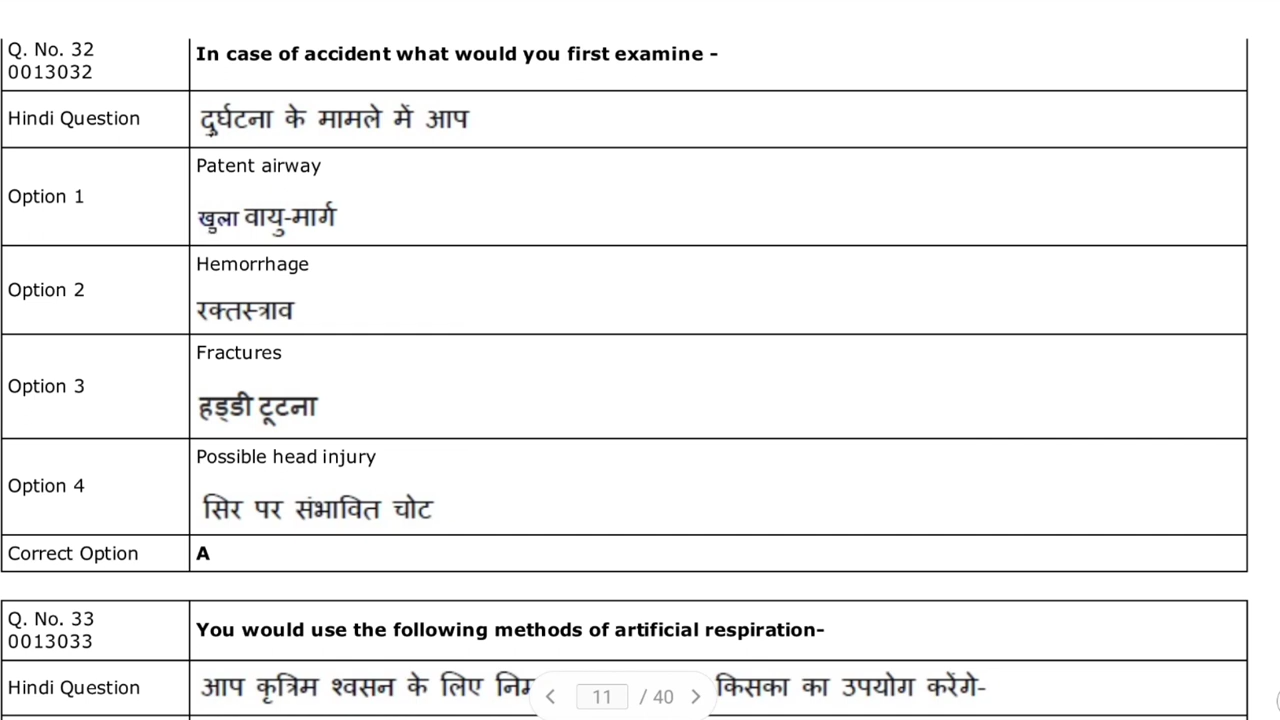 Q. No. 32
0013032
In case of accident what would you first examine -
Hindi Question
दुर्घटना के मामले में आप
Option 1
Patent airway
खुला वायु-मार्ग
Option 2
Hemorrhage
रक्तस्त्राव
Option 3
Fractures
हड्डी टूटना
Option 4
Possible head injury
सिर पर संभावित चोट
Correct Option
A
Q. No. 33
0013033
You would use the following methods of artificial respiration-
Hindi Question
आप कृत्रिम श्वसन के लिए किसका का उपयोग करेंगे-
11 / 40